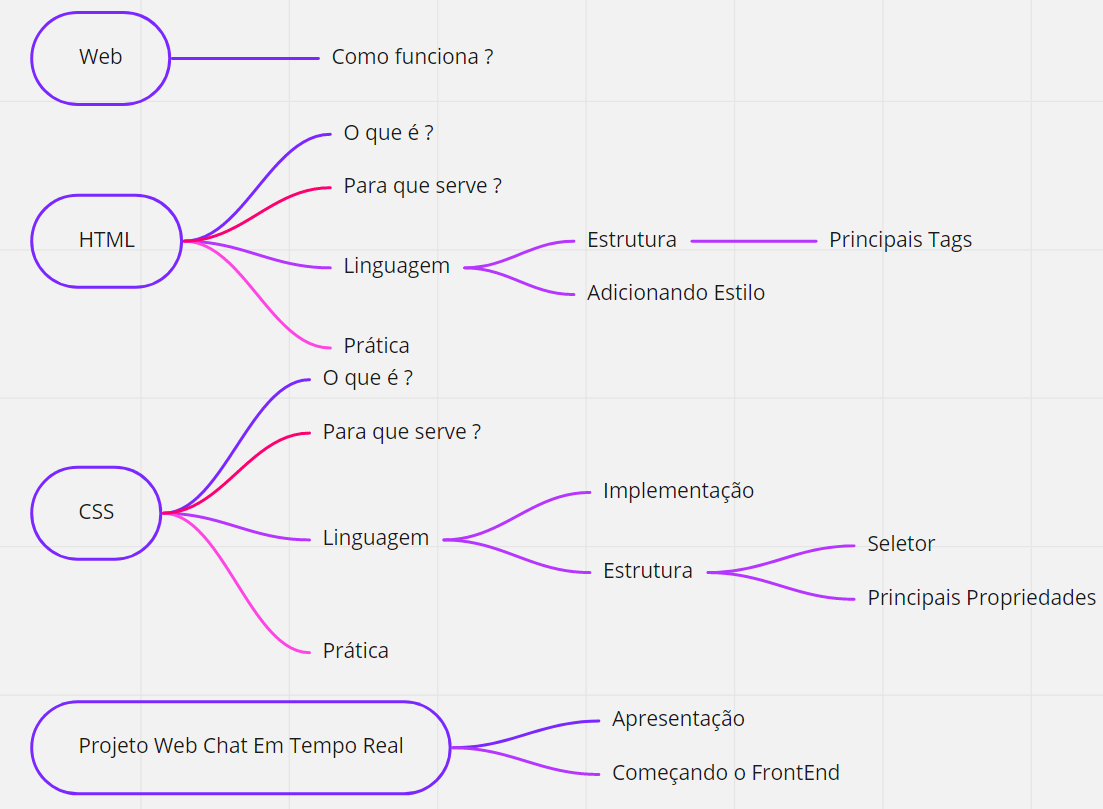 Web
Como funciona ?
HTML
O que é ?
Para que serve ?
Linguagem
Estrutura
Principais Tags
Adicionando Estilo
Prática
CSS
O que é ?
Para que serve ?
Linguagem
Implementação
Estrutura
Seletor
Principais Propriedades
Prática
Projeto Web Chat Em Tempo Real
Apresentação
Começando o FrontEnd